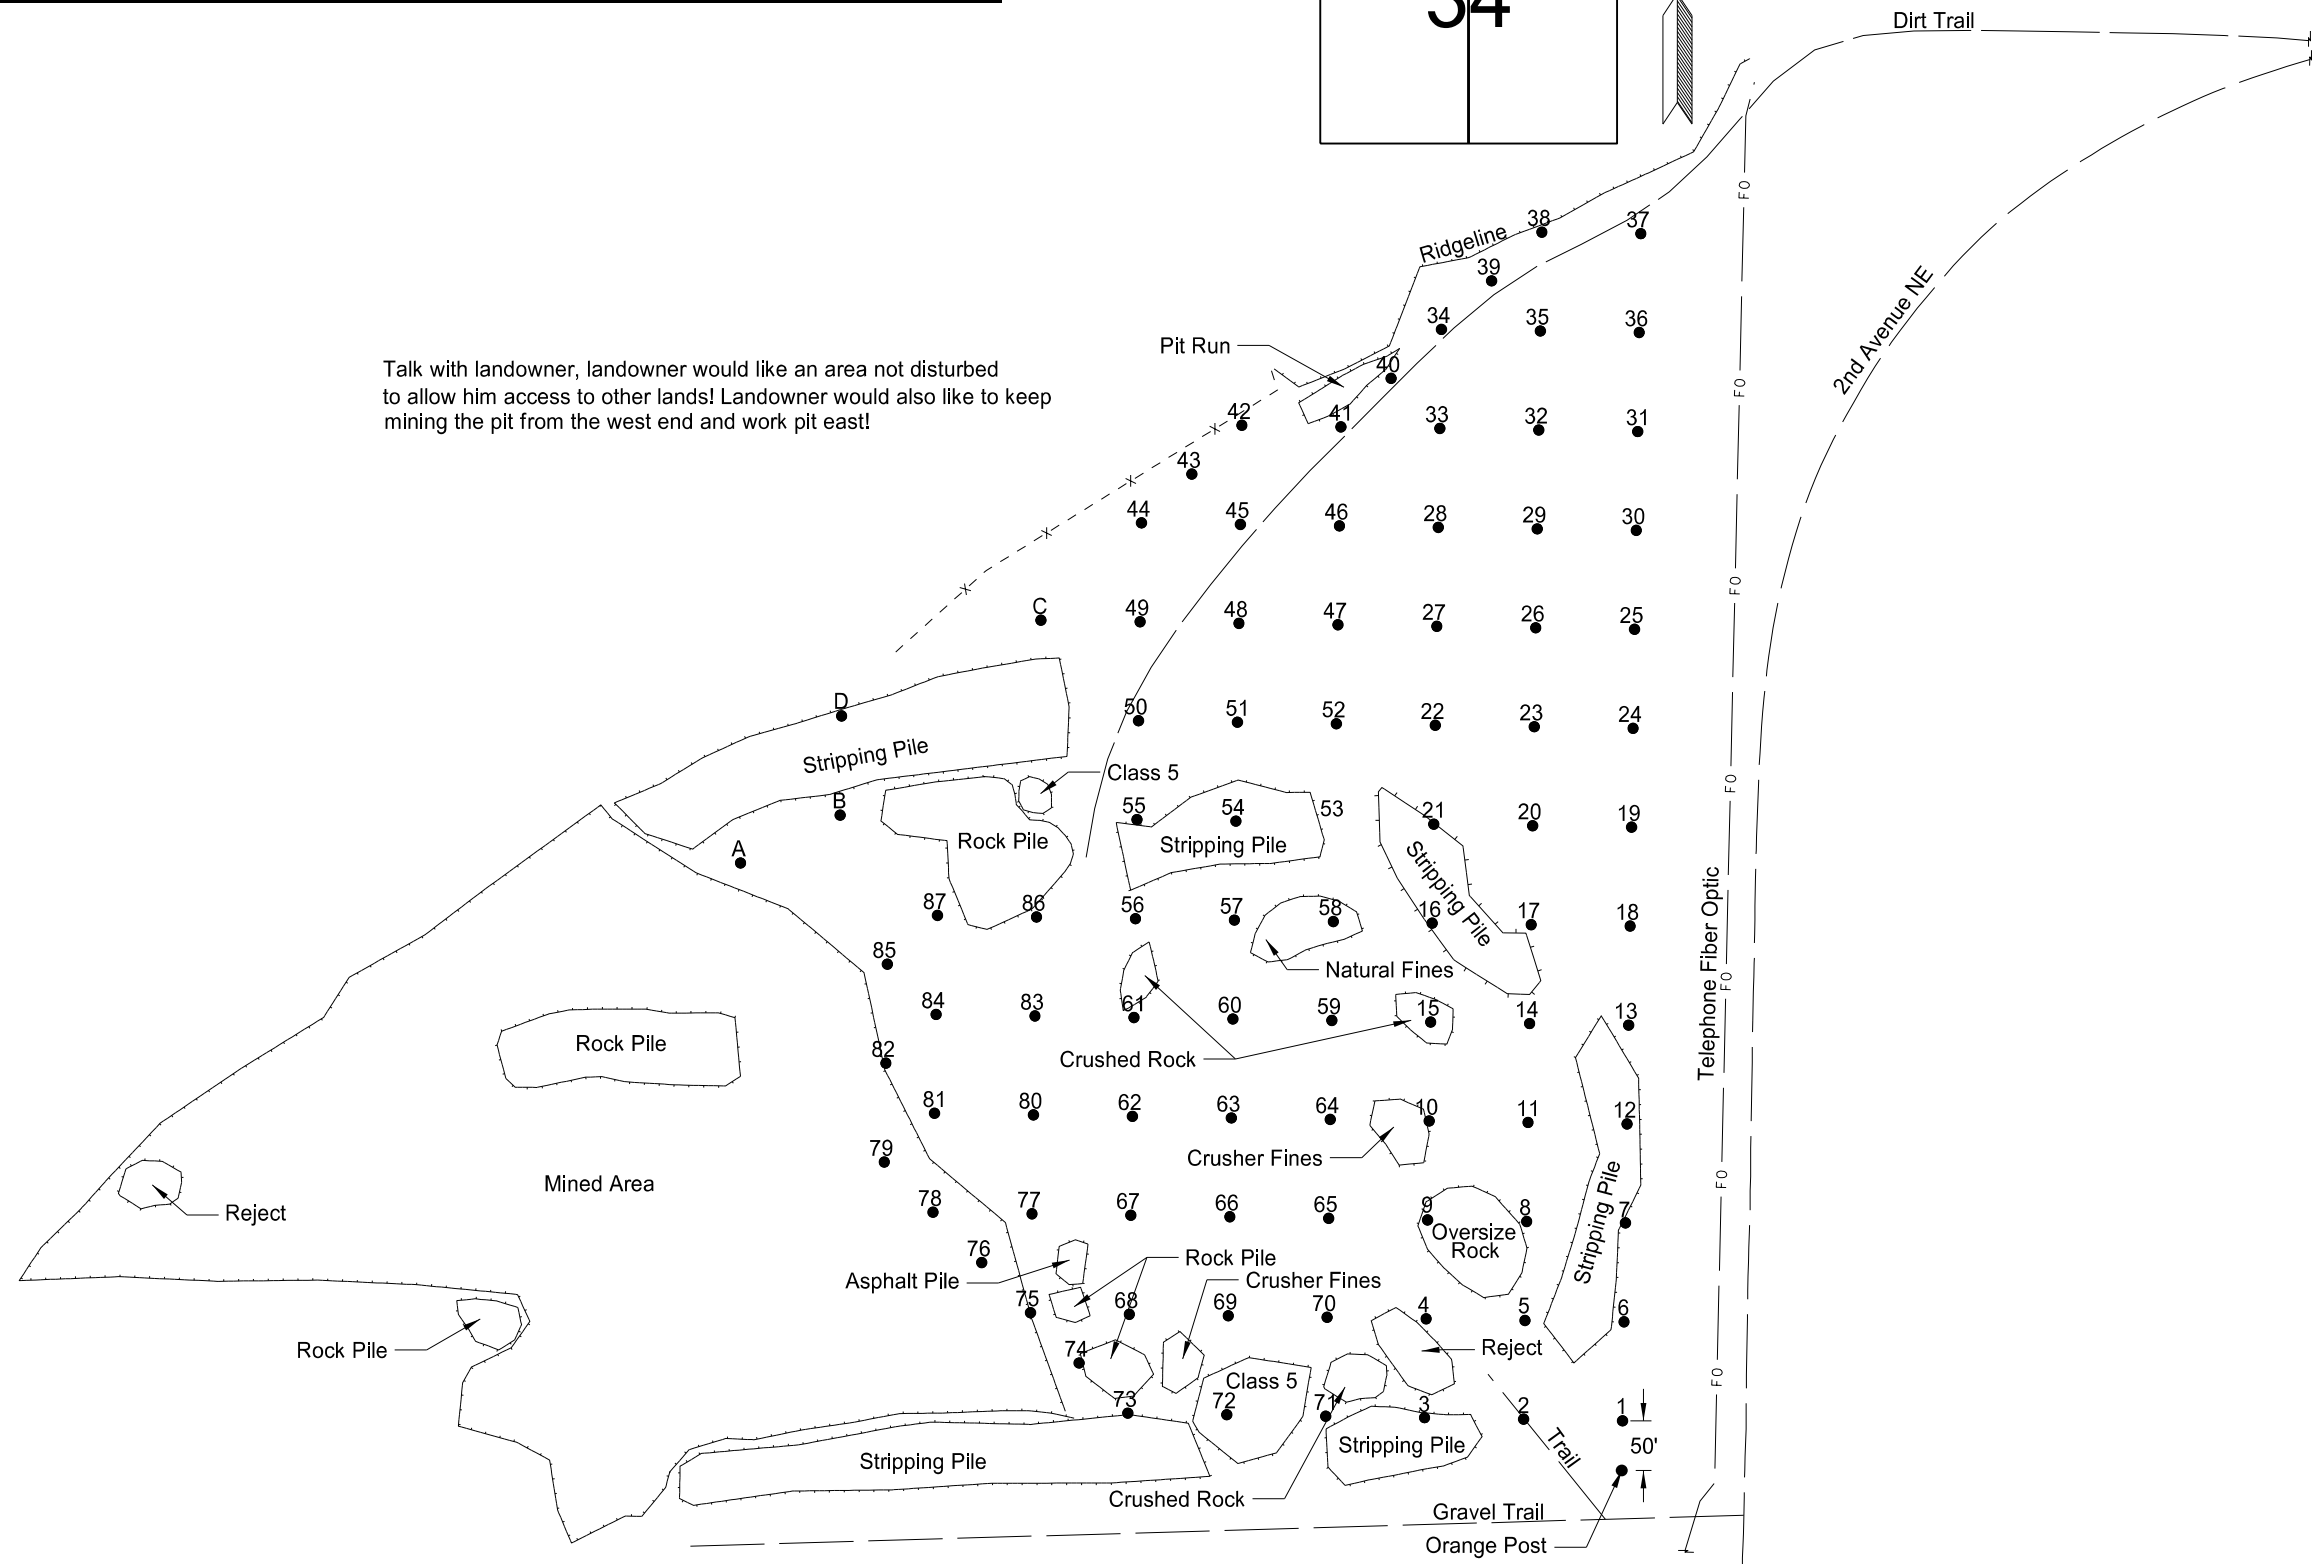 34
Dirt Trail
FO
38
37
Ridgeline
39
34
35
36
2nd Avenue NE
Pit Run
40
Talk with landowner, landowner would like an area not disturbed
to allow him access to other lands! Landowner would also like to keep
mining the pit from the west end and work pit east!
FO
42
41
33
32
31
43
44
45
46
28
29
30
FO
C
49
48
47
27
26
25
D
50
51
52
22
23
24
Stripping Pile
Class 5
FO
B
55
54
53
21
20
19
Rock Pile
Stripping Pile
Stripping Pile
A
87
86
56
57
58
16
17
18
Telephone Fiber Optic
85
Natural Fines
FO
84
83
61
60
59
15
14
13
Rock Pile
82
Crushed Rock
81
80
62
63
64
10
11
12
79
Crusher Fines
Mined Area
FO
78
77
67
66
65
9
8
7
Reject
Oversize
Rock
Stripping Pile
76
Rock Pile
Asphalt Pile
Crusher Fines
75
68
69
70
4
5
6
Rock Pile
74
Reject
Class 5
FO
73
72
71
3
2
1
Stripping Pile
Stripping Pile
Trail
50'
Crushed Rock
Gravel Trail
Orange Post